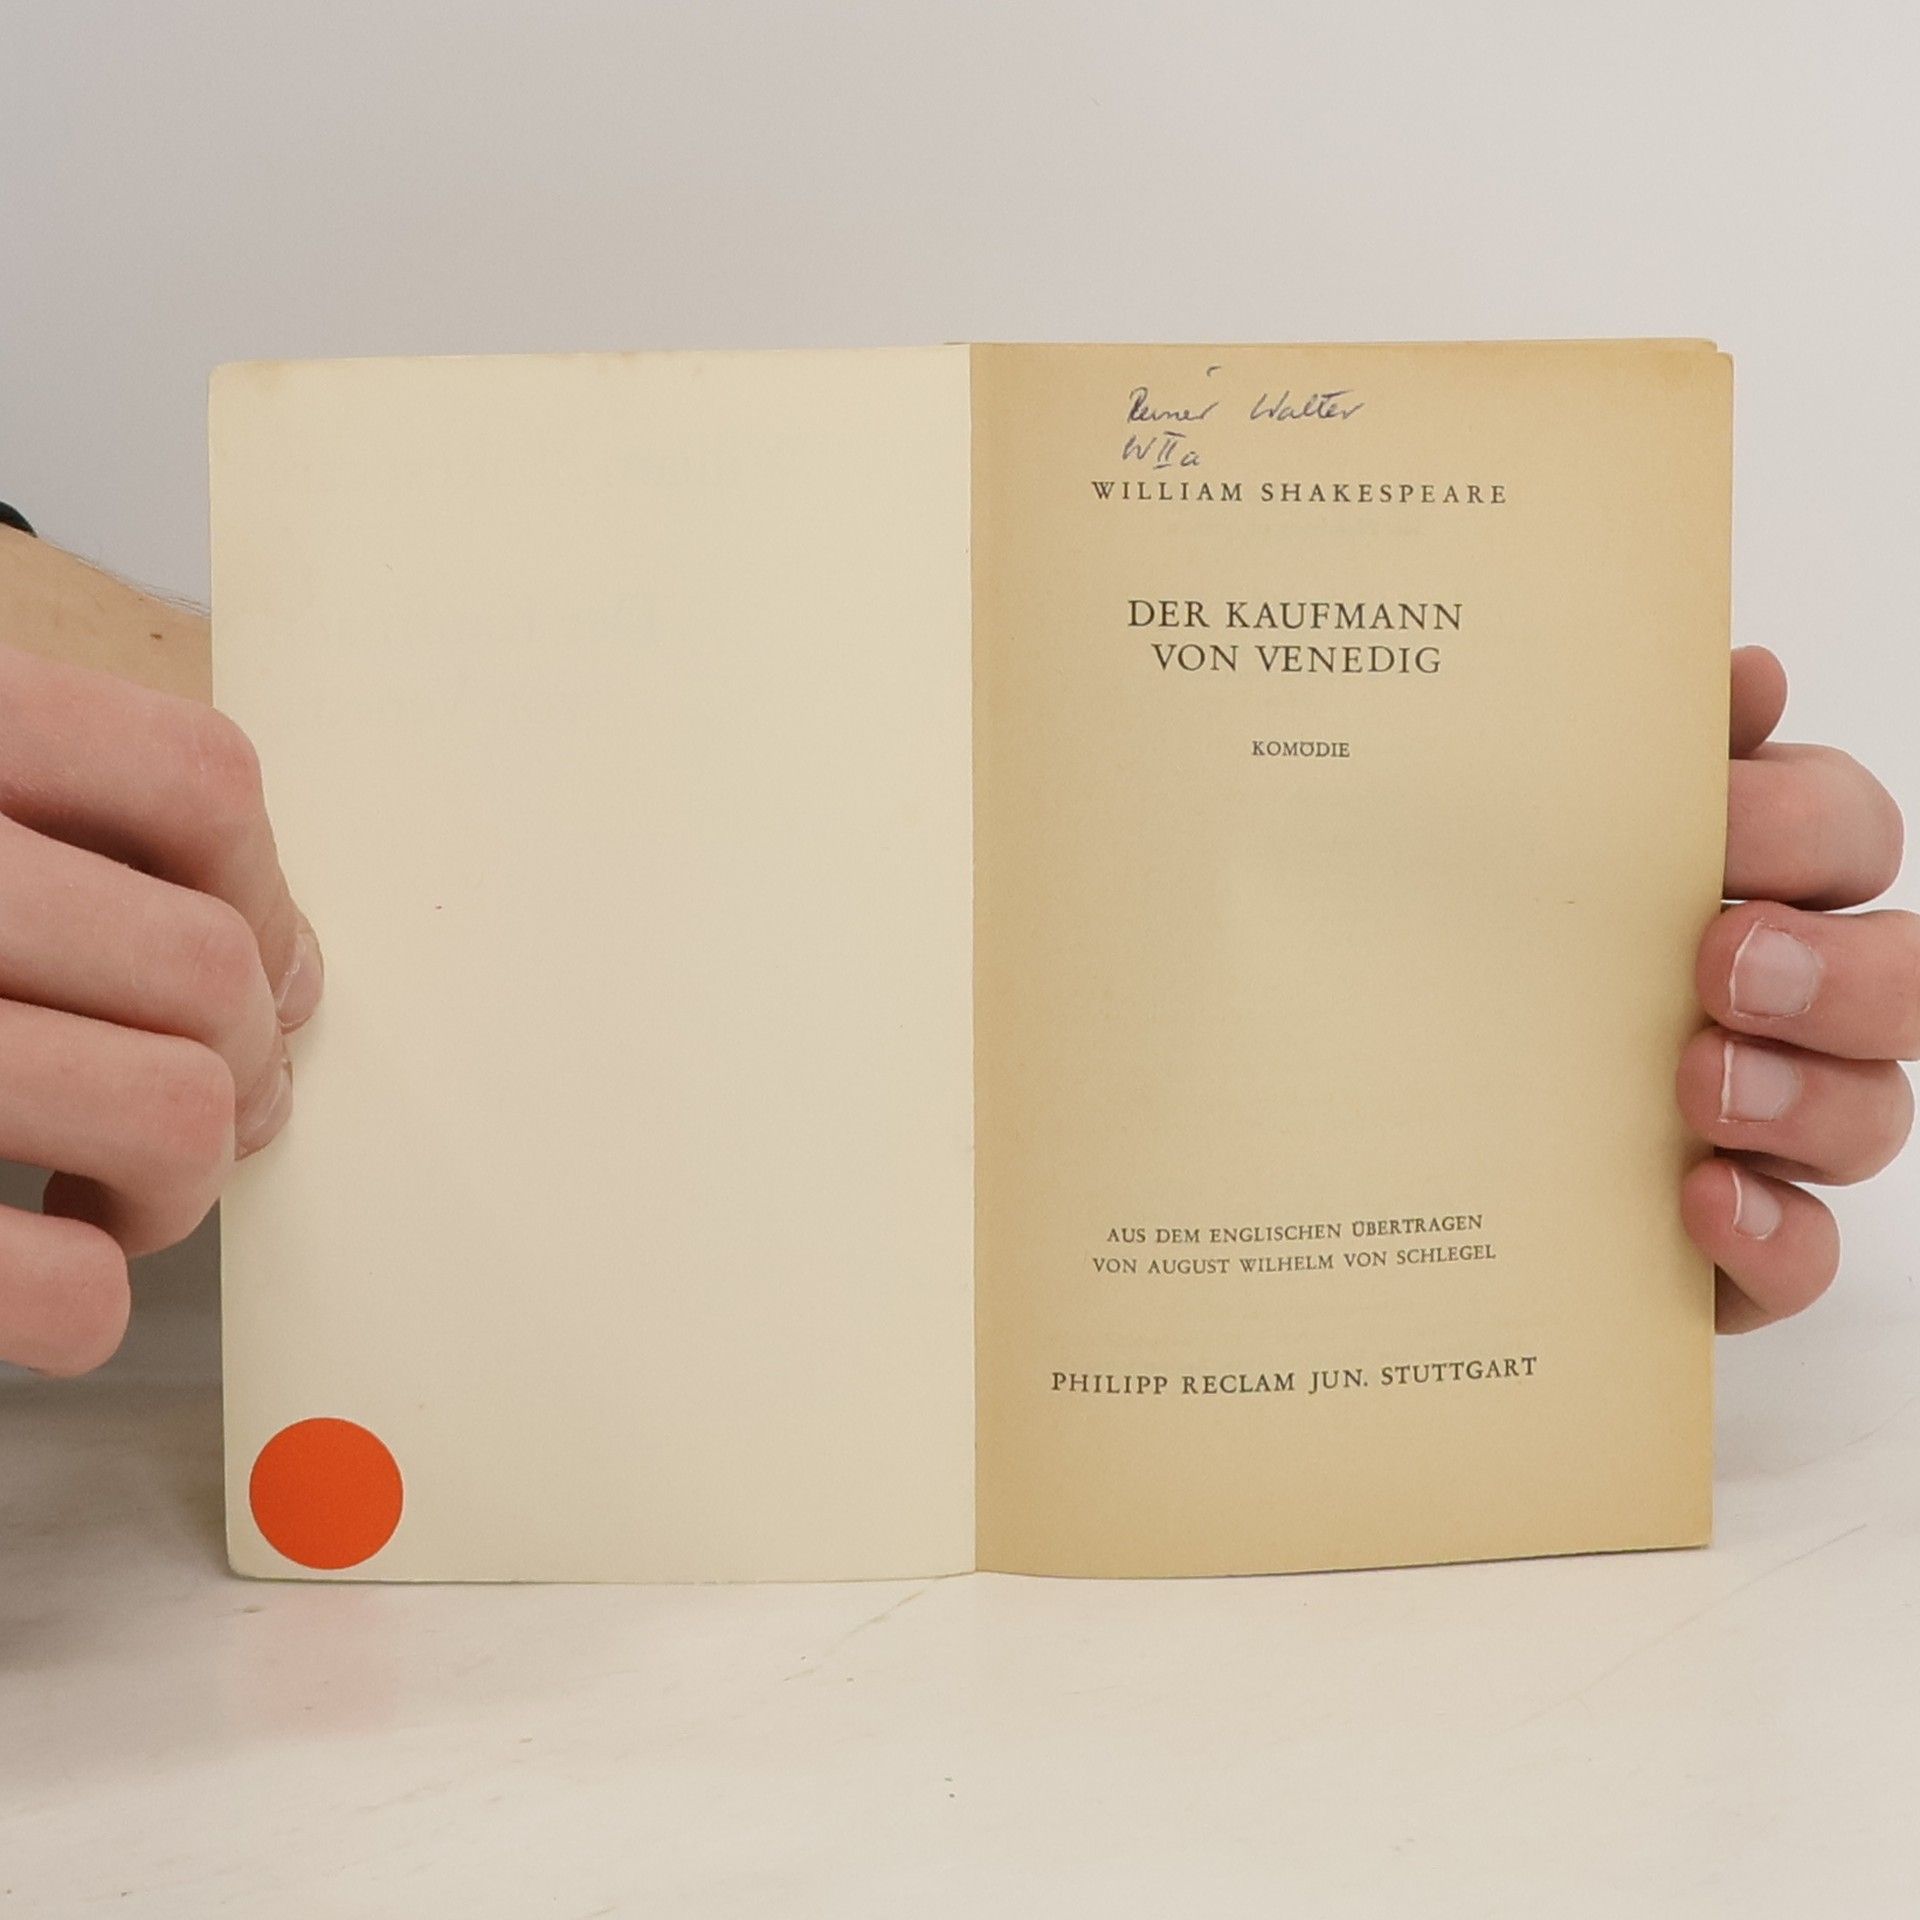 Reiner Walter
W II a
WILLIAM SHAKESPEARE
DER KAUFMANN
VON VENEDIG
KOMÖDIE
AUS DEM ENGLISCHEN ÜBERTRAGEN
VON AUGUST WILHELM VON SCHLEGEL
PHILIPP RECLAM JUN. STUTTGART